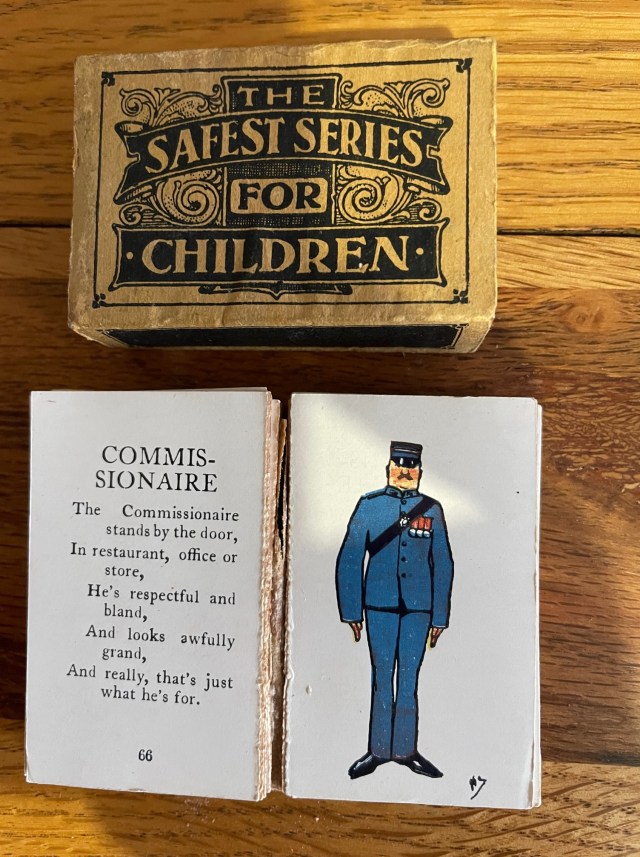 THE
SAFEST SERIES
FOR
CHILDREN
COMMIS-
SIONAIRE
The Commissionaire
stands by the door,
In restaurant, office or
store,
He's respectful and
bland,
And looks awfully
grand,
And really, that's just
what he's for.
66